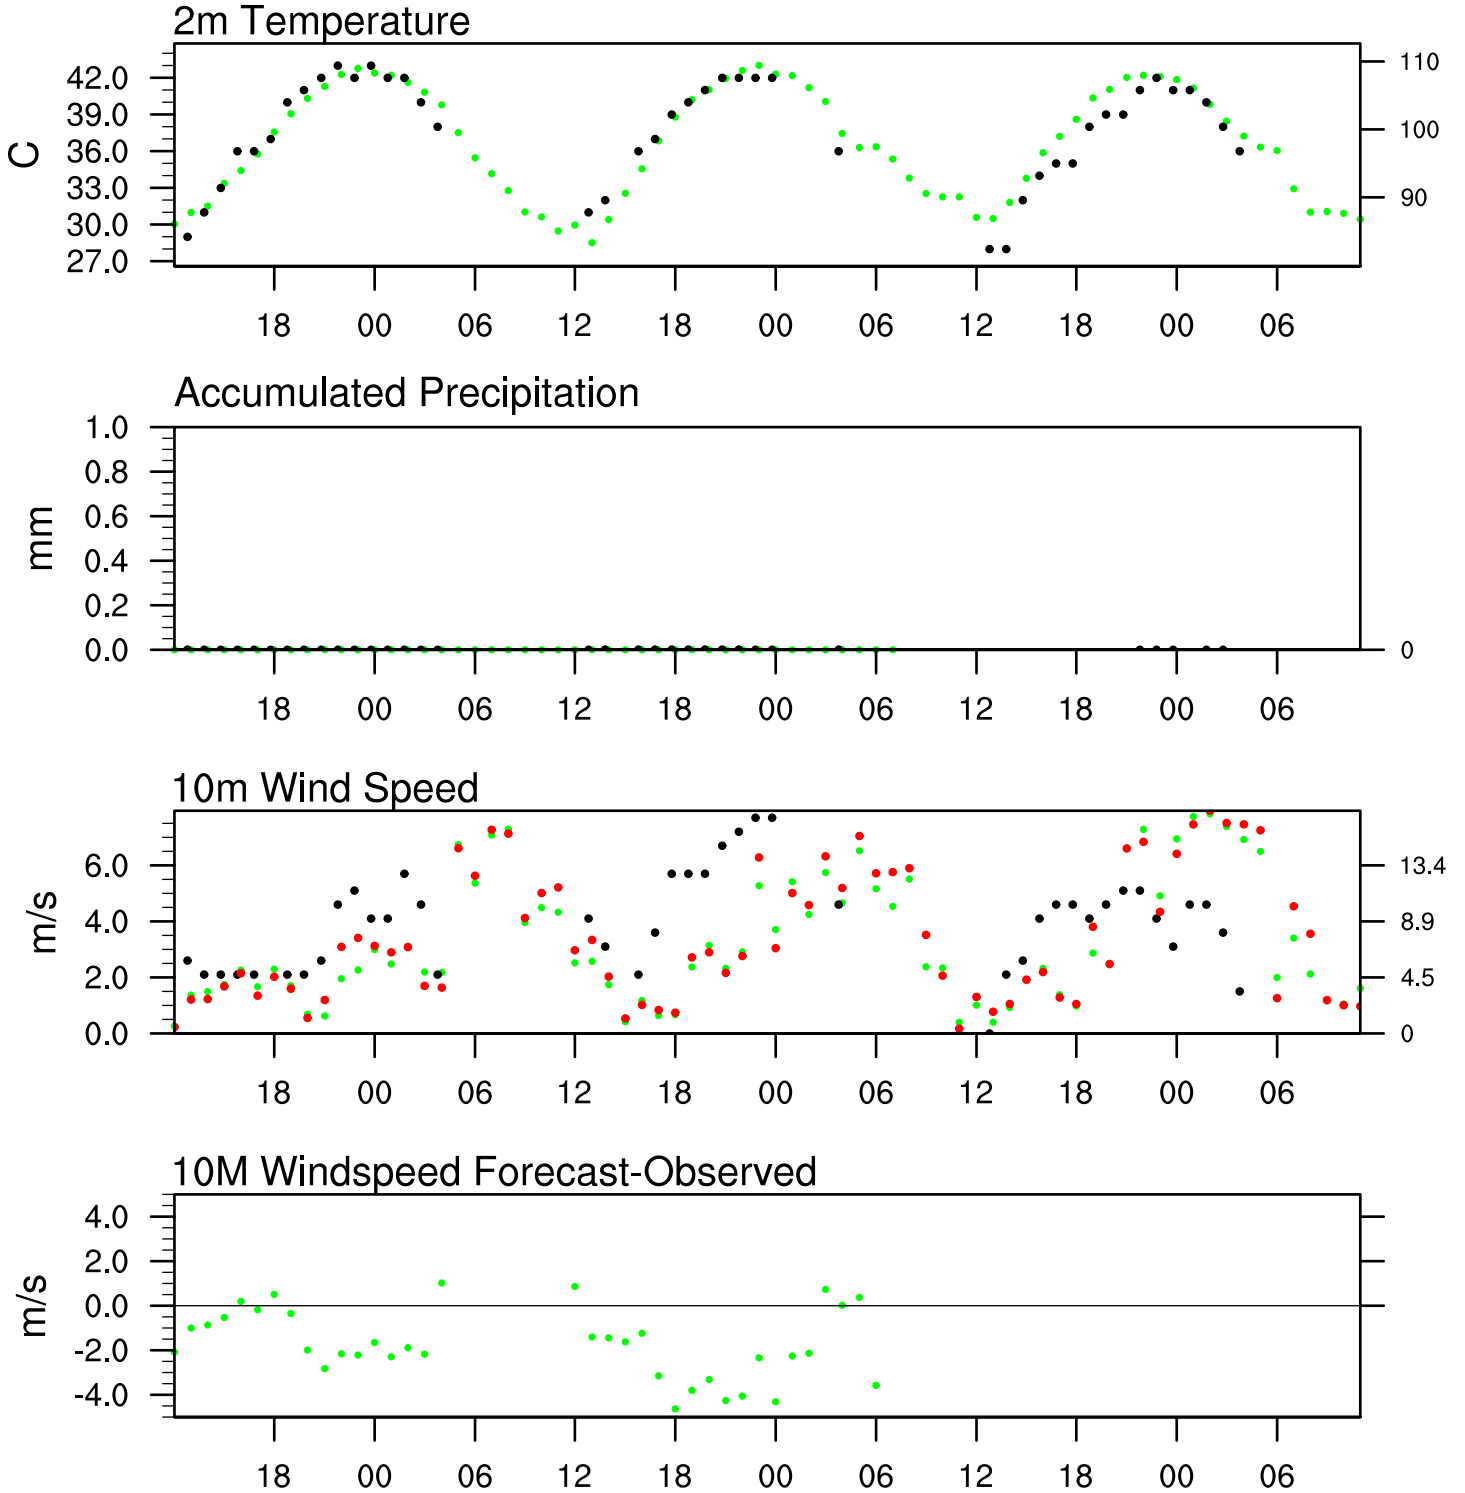 2m Temperature
C
42.0
39.0
36.0
33.0
30.0
27.0
110
100
90
18 00 06 12 18 00 06 12 18 00 06
Accumulated Precipitation
mm
1.0
0.8
0.6
0.4
0.2
0.0
0
18 00 06 12 18 00 06 12 18 00 06
10m Wind Speed
m/s
6.0
4.0
2.0
0.0
13.4
8.9
4.5
0
18 00 06 12 18 00 06 12 18 00 06
10M Windspeed Forecast-Observed
m/s
4.0
2.0
0.0
-2.0
-4.0
18 00 06 12 18 00 06 12 18 00 06